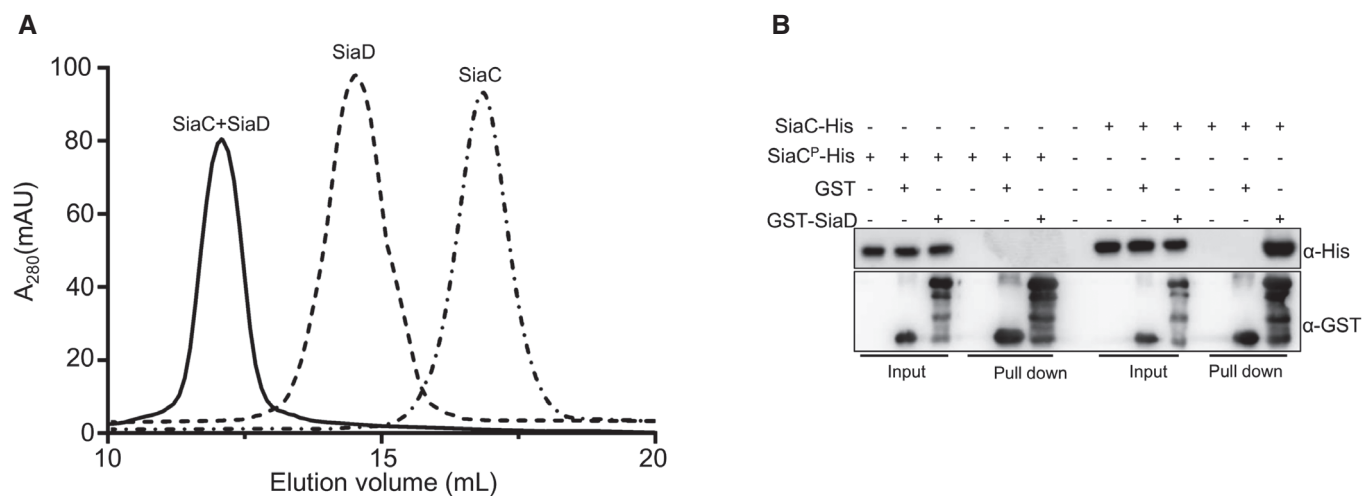 A
B
SiaD
SiaC
SiaC+SiaD
100
80
60
40
20
0
A280(mAU)
10
15
20
Elution volume (mL)
SiaC-His - - - - - - - + + + + + +
SiaCP-His + + + + + + - - - - - - -
GST - + - - + - - - + - - + -
GST-SiaD - - + - - + - - - + - - +
α-His
α-GST
Input
Pull down
Input
Pull down